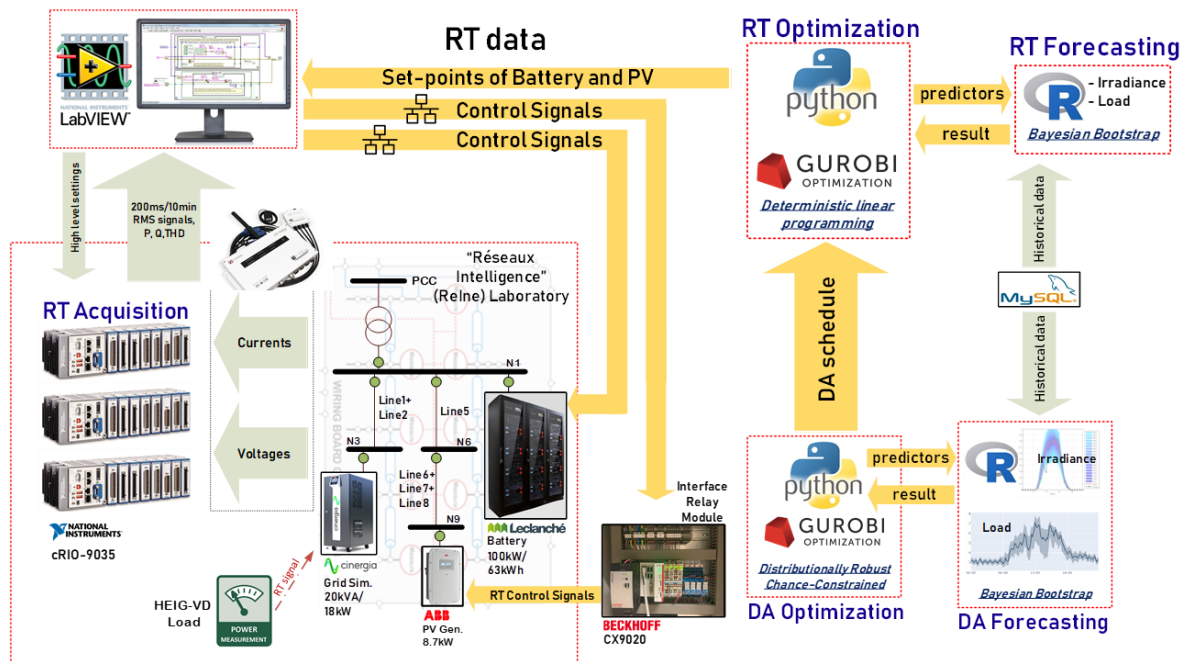 RT data
Set-points of Battery and PV
Control Signals
Control Signals
NATIONAL INSTRUMENTS
LabVIEW™
High level settings
200ms/10min
RMS signals,
P, Q,THD
RT Optimization
python
GUROBI
OPTIMIZATION
Deterministic linear
programming
predictors
result
RT Forecasting
R
- Irradiance
- Load
Bayesian Bootstrap
Historical data
MySQL
Historical data
DA schedule
RT Acquisition
Currents
Voltages
NATIONAL
INSTRUMENTS
cRIO-9035
"Réseaux
Intelligence"
(ReIne) Laboratory
PCC
WIRING BOARD
N1
Line1+
Line2
Line5
N3
N6
Line6+
Line7+
Line8
N9
cinergia
cinergia
Grid Sim.
20kVA/
18kW
Leclanché
Battery
100kW/
63kWh
ABB
PV Gen.
8.7kW
RT signal
HEIG-VD
Load
POWER
MEASUREMENT
RT Control Signals
Interface
Relay
Module
BECKHOFF
CX9020
python
GUROBI
OPTIMIZATION
Distributionally Robust
Chance-Constrained
DA Optimization
predictors
result
R
Irradiance
Load
Bayesian Bootstrap
DA Forecasting